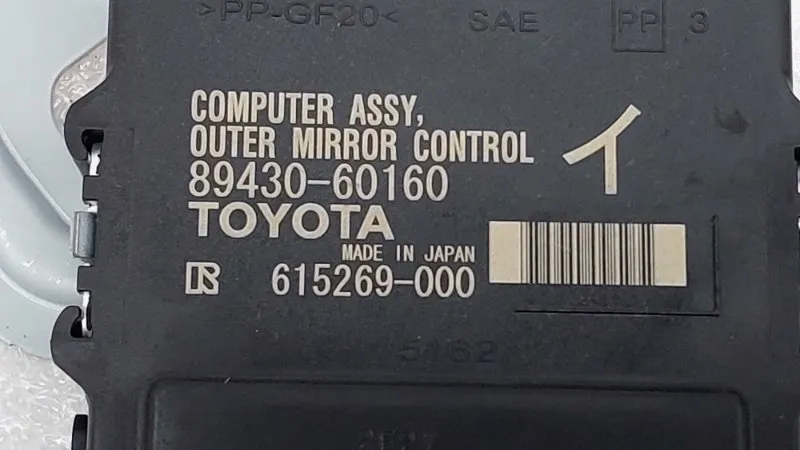 >PP-GF20< SAE PP 3
COMPUTER ASSY,
OUTER MIRROR CONTROL
イ
89430-60160
TOYOTA
MADE IN JAPAN
615269-000
5182